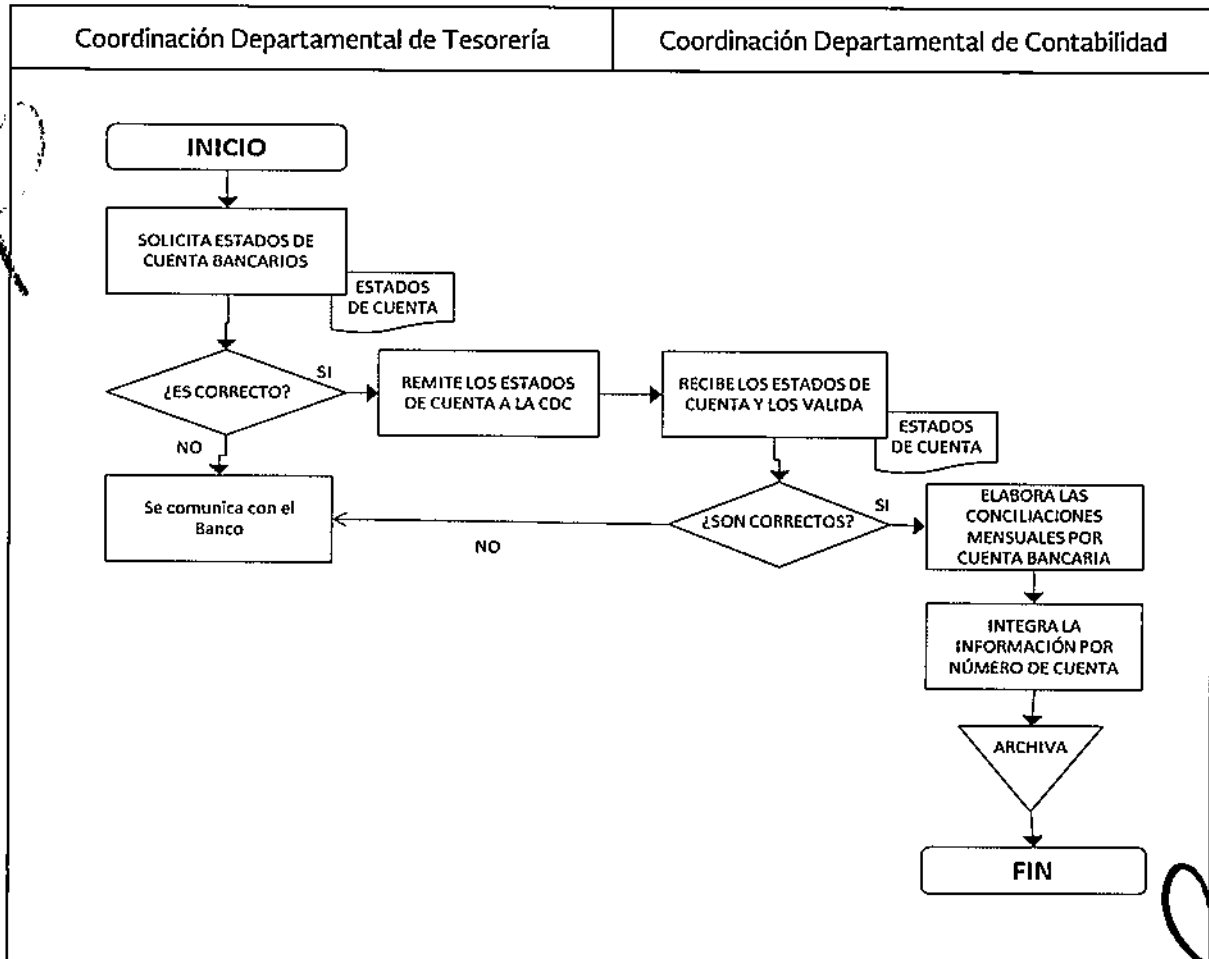 Coordinación Departamental de Tesorería
Coordinación Departamental de Contabilidad
INICIO
SOLICITA ESTADOS DE
CUENTA BANCARIOS
ESTADOS
DE CUENTA
¿ES CORRECTO?
SI
NO
REMITE LOS ESTADOS
DE CUENTA A LA CDC
RECIBE LOS ESTADOS DE
CUENTA Y LOS VALIDA
ESTADOS
DE CUENTA
Se comunica con el
Banco
¿SON CORRECTOS?
SI
NO
ELABORA LAS
CONCILIACIONES
MENSUALES POR
CUENTA BANCARIA
INTEGRA LA
INFORMACIÓN POR
NÚMERO DE CUENTA
ARCHIVA
FIN